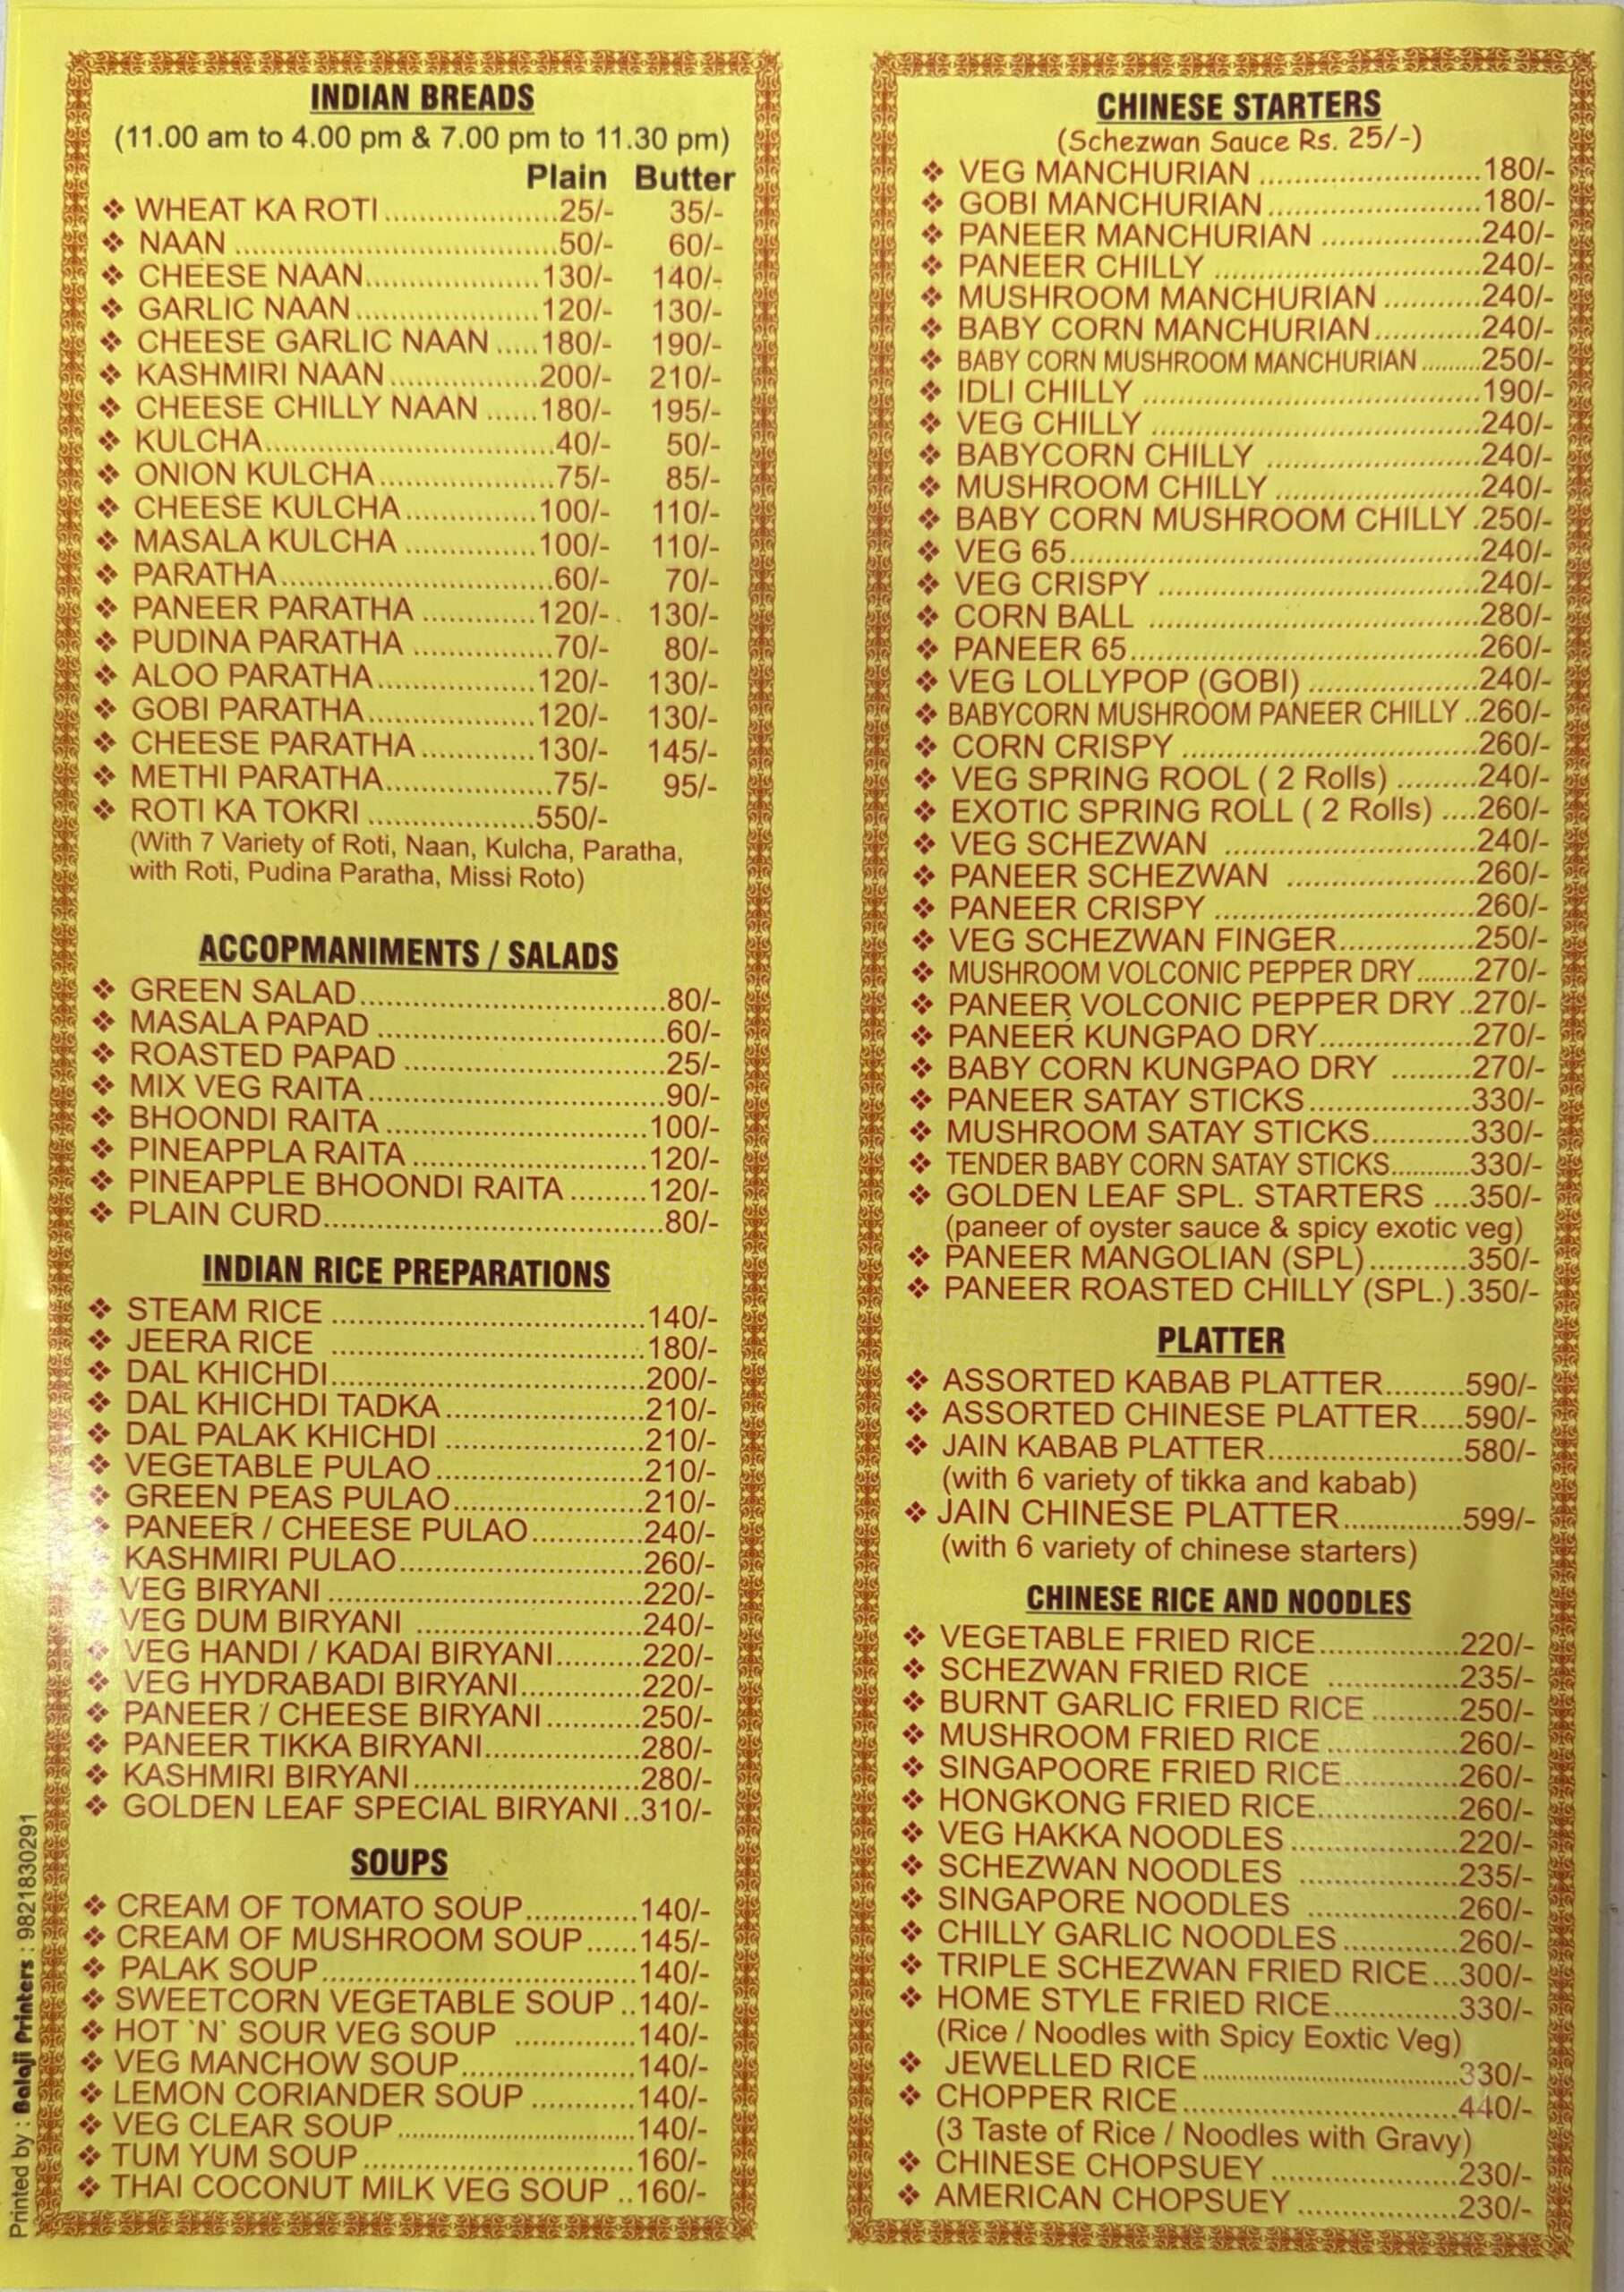 INDIAN BREADS
(11.00 am to 4.00 pm & 7.00 pm to 11.30 pm)
Plain Butter
❖ WHEAT KA ROTI....................25/- 35/-
❖ NAAN .................................50/- 60/-
❖ CHEESE NAAN....................130/- 140/-
❖ GARLIC NAAN .....................120/- 130/-
❖ CHEESE GARLIC NAAN .....180/- 190/-
❖ KASHMIRI NAAN .................200/- 210/-
❖ CHEESE CHILLY NAAN ......180/- 195/-
❖ KULCHA.................................40/- 50/-
❖ ONION KULCHA....................75/- 85/-
❖ CHEESE KULCHA...............100/- 110/-
❖ MASALA KULCHA ...............100/- 110/-
❖ PARATHA...............................60/- 70/-
❖ PANEER PARATHA .............120/- 130/-
❖ PUDINA PARATHA ................70/- 80/-
❖ ALOO PARATHA..................120/- 130/-
❖ GOBI PARATHA...................120/- 130/-
❖ CHEESE PARATHA.............130/- 145/-
❖ METHI PARATHA...................75/- 95/-
❖ ROTI KA TOKRI ...................550/-
(With 7 Variety of Roti, Naan, Kulcha, Paratha,
with Roti, Pudina Paratha, Missi Roto)
ACCOPMANIMENTS / SALADS
❖ GREEN SALAD...................................80/-
❖ MASALA PAPAD .................................60/-
❖ ROASTED PAPAD ..............................25/-
❖ MIX VEG RAITA..................................90/-
❖ BHOONDI RAITA ..............................100/-
❖ PINEAPPLA RAITA ...........................120/-
❖ PINEAPPLE BHOONDI RAITA .........120/-
❖ PLAIN CURD.......................................80/-
INDIAN RICE PREPARATIONS
❖ STEAM RICE ....................................140/-
❖ JEERA RICE ....................................180/-
❖ DAL KHICHDI....................................200/-
❖ DAL KHICHDI TADKA .......................210/-
❖ DAL PALAK KHICHDI .......................210/-
❖ VEGETABLE PULAO........................210/-
❖ GREEN PEAS PULAO......................210/-
❖ PANEER / CHEESE PULAO.............240/-
❖ KASHMIRI PULAO............................260/-
❖ VEG BIRYANI ....................................220/-
❖ VEG DUM BIRYANI ..........................240/-
❖ VEG HANDI / KADAI BIRYANI..........220/-
❖ VEG HYDRABADI BIRYANI..............220/-
❖ PANEER / CHEESE BIRYANI...........250/-
❖ PANEER TIKKA BIRYANI..................280/-
❖ KASHMIRI BIRYANI..........................280/-
❖ GOLDEN LEAF SPECIAL BIRYANI..310/-
SOUPS
❖ CREAM OF TOMATO SOUP.............140/-
❖ CREAM OF MUSHROOM SOUP......145/-
❖ PALAK SOUP....................................140/-
❖ SWEETCORN VEGETABLE SOUP..140/-
❖ HOT `N` SOUR VEG SOUP ..............140/-
❖ VEG MANCHOW SOUP....................140/-
❖ LEMON CORIANDER SOUP ............140/-
❖ VEG CLEAR SOUP...........................140/-
❖ TUM YUM SOUP ...............................160/-
❖ THAI COCONUT MILK VEG SOUP ..160/-
Printed by : Balaji Printers : 9821830291
CHINESE STARTERS
(Schezwan Sauce Rs. 25/-)
❖ VEG MANCHURIAN ..........................180/-
❖ GOBI MANCHURIAN.........................180/-
❖ PANEER MANCHURIAN ...................240/-
❖ PANEER CHILLY ...............................240/-
❖ MUSHROOM MANCHURIAN ...........240/-
❖ BABY CORN MANCHURIAN............240/-
❖ BABY CORN MUSHROOM MANCHURIAN.........250/-
❖ IDLI CHILLY .......................................190/-
❖ VEG CHILLY ......................................240/-
❖ BABYCORN CHILLY .........................240/-
❖ MUSHROOM CHILLY ........................240/-
❖ BABY CORN MUSHROOM CHILLY.250/-
❖ VEG 65...............................................240/-
❖ VEG CRISPY .....................................240/-
❖ CORN BALL ......................................280/-
❖ PANEER 65........................................260/-
❖ VEG LOLLYPOP (GOBI) ...................240/-
❖ BABYCORN MUSHROOM PANEER CHILLY..260/-
❖ CORN CRISPY ..................................260/-
❖ VEG SPRING ROOL ( 2 Rolls) .........240/-
❖ EXOTIC SPRING ROLL ( 2 Rolls) ....260/-
❖ VEG SCHEZWAN .............................240/-
❖ PANEER SCHEZWAN ......................260/-
❖ PANEER CRISPY ..............................260/-
❖ VEG SCHEZWAN FINGER...............250/-
❖ MUSHROOM VOLCONIC PEPPER DRY........270/-
❖ PANEER VOLCONIC PEPPER DRY..270/-
❖ PANEER KUNGPAO DRY.................270/-
❖ BABY CORN KUNGPAO DRY .........270/-
❖ PANEER SATAY STICKS..................330/-
❖ MUSHROOM SATAY STICKS...........330/-
❖ TENDER BABY CORN SATAY STICKS...........330/-
❖ GOLDEN LEAF SPL. STARTERS ....350/-
(paneer of oyster sauce & spicy exotic veg)
❖ PANEER MANGOLIAN (SPL)...........350/-
❖ PANEER ROASTED CHILLY (SPL.).350/-
PLATTER
❖ ASSORTED KABAB PLATTER.........590/-
❖ ASSORTED CHINESE PLATTER.....590/-
❖ JAIN KABAB PLATTER......................580/-
(with 6 variety of tikka and kabab)
❖ JAIN CHINESE PLATTER..............599/-
(with 6 variety of chinese starters)
CHINESE RICE AND NOODLES
❖ VEGETABLE FRIED RICE................220/-
❖ SCHEZWAN FRIED RICE ...............235/-
❖ BURNT GARLIC FRIED RICE ..........250/-
❖ MUSHROOM FRIED RICE ...............260/-
❖ SINGAPOORE FRIED RICE.............260/-
❖ HONGKONG FRIED RICE................260/-
❖ VEG HAKKA NOODLES ...................220/-
❖ SCHEZWAN NOODLES ..................235/-
❖ SINGAPORE NOODLES .................260/-
❖ CHILLY GARLIC NOODLES .............260/-
❖ TRIPLE SCHEZWAN FRIED RICE...300/-
❖ HOME STYLE FRIED RICE..............330/-
(Rice / Noodles with Spicy Eoxtic Veg)
❖ JEWELLED RICE..............................330/-
❖ CHOPPER RICE................................440/-
(3 Taste of Rice / Noodles with Gravy)
❖ CHINESE CHOPSUEY .....................230/-
❖ AMERICAN CHOPSUEY ..................230/-